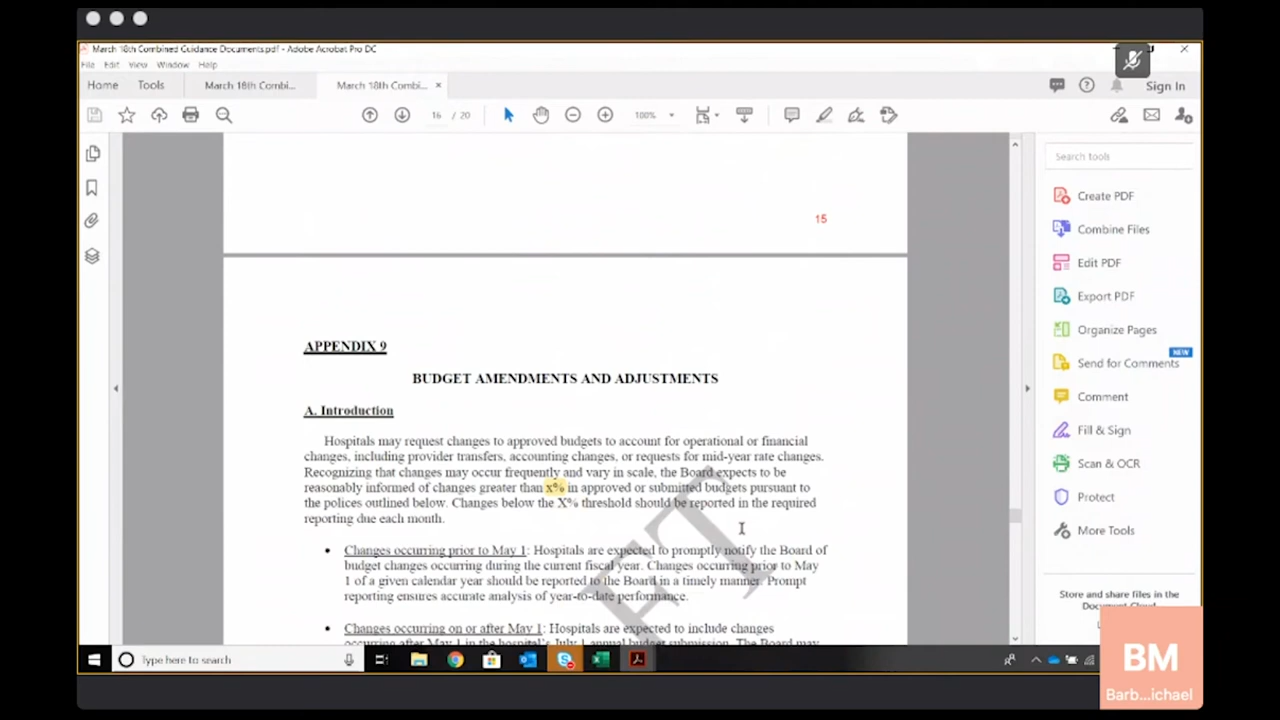 March 18th Combined Guidance Documents.pdf - Adobe Acrobat Pro DC
File Edit View Window Help
Home Tools March 18th Combi... March 18th Combi... × Sign In
16 / 20 100%
Search tools
Create PDF
Combine Files
Edit PDF
Export PDF
Organize Pages
NEW
Send for Comments
Comment
Fill & Sign
Scan & OCR
Protect
More Tools
Store and share files in the
Document Cloud
15
APPENDIX 9
BUDGET AMENDMENTS AND ADJUSTMENTS
A. Introduction
Hospitals may request changes to approved budgets to account for operational or financial
changes, including provider transfers, accounting changes, or requests for mid-year rate changes.
Recognizing that changes may occur frequently and vary in scale, the Board expects to be
reasonably informed of changes greater than x% in approved or submitted budgets pursuant to
the polices outlined below. Changes below the X% threshold should be reported in the required
reporting due each month.
• Changes occurring prior to May 1: Hospitals are expected to promptly notify the Board of
budget changes occurring during the current fiscal year. Changes occurring prior to May
1 of a given calendar year should be reported to the Board in a timely manner. Prompt
reporting ensures accurate analysis of year-to-date performance.
• Changes occurring on or after May 1: Hospitals are expected to include changes
occurring after May 1 in the hospital's July 1 annual budget submission. The Board may
FT
Type here to search
BM
Barb...ichael